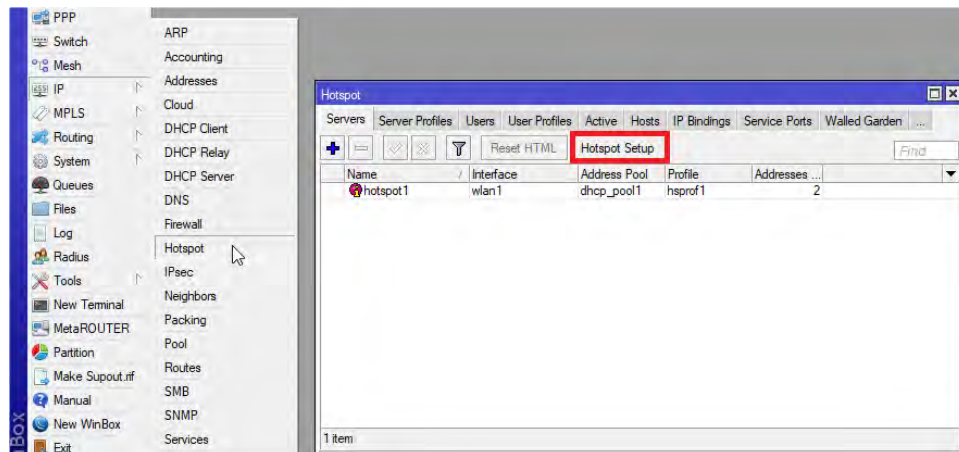 PPP
Switch
Mesh
IP
MPLS
Routing
System
Queues
Files
Log
Radius
Tools
New Terminal
MetaROUTER
Partition
Make Supout.rif
Manual
New WinBox
Exit
ARP
Accounting
Addresses
Cloud
DHCP Client
DHCP Relay
DHCP Server
DNS
Firewall
Hotspot
IPsec
Neighbors
Packing
Pool
Routes
SMB
SNMP
Services
Hotspot
Servers Server Profiles Users User Profiles Active Hosts IP Bindings Service Ports Walled Garden ...
Reset HTML Hotspot Setup Find
Name / Interface Address Pool Profile Addresses ...
hotspot1 wlan1 dhcp_pool1 hsprof1 2
1 item